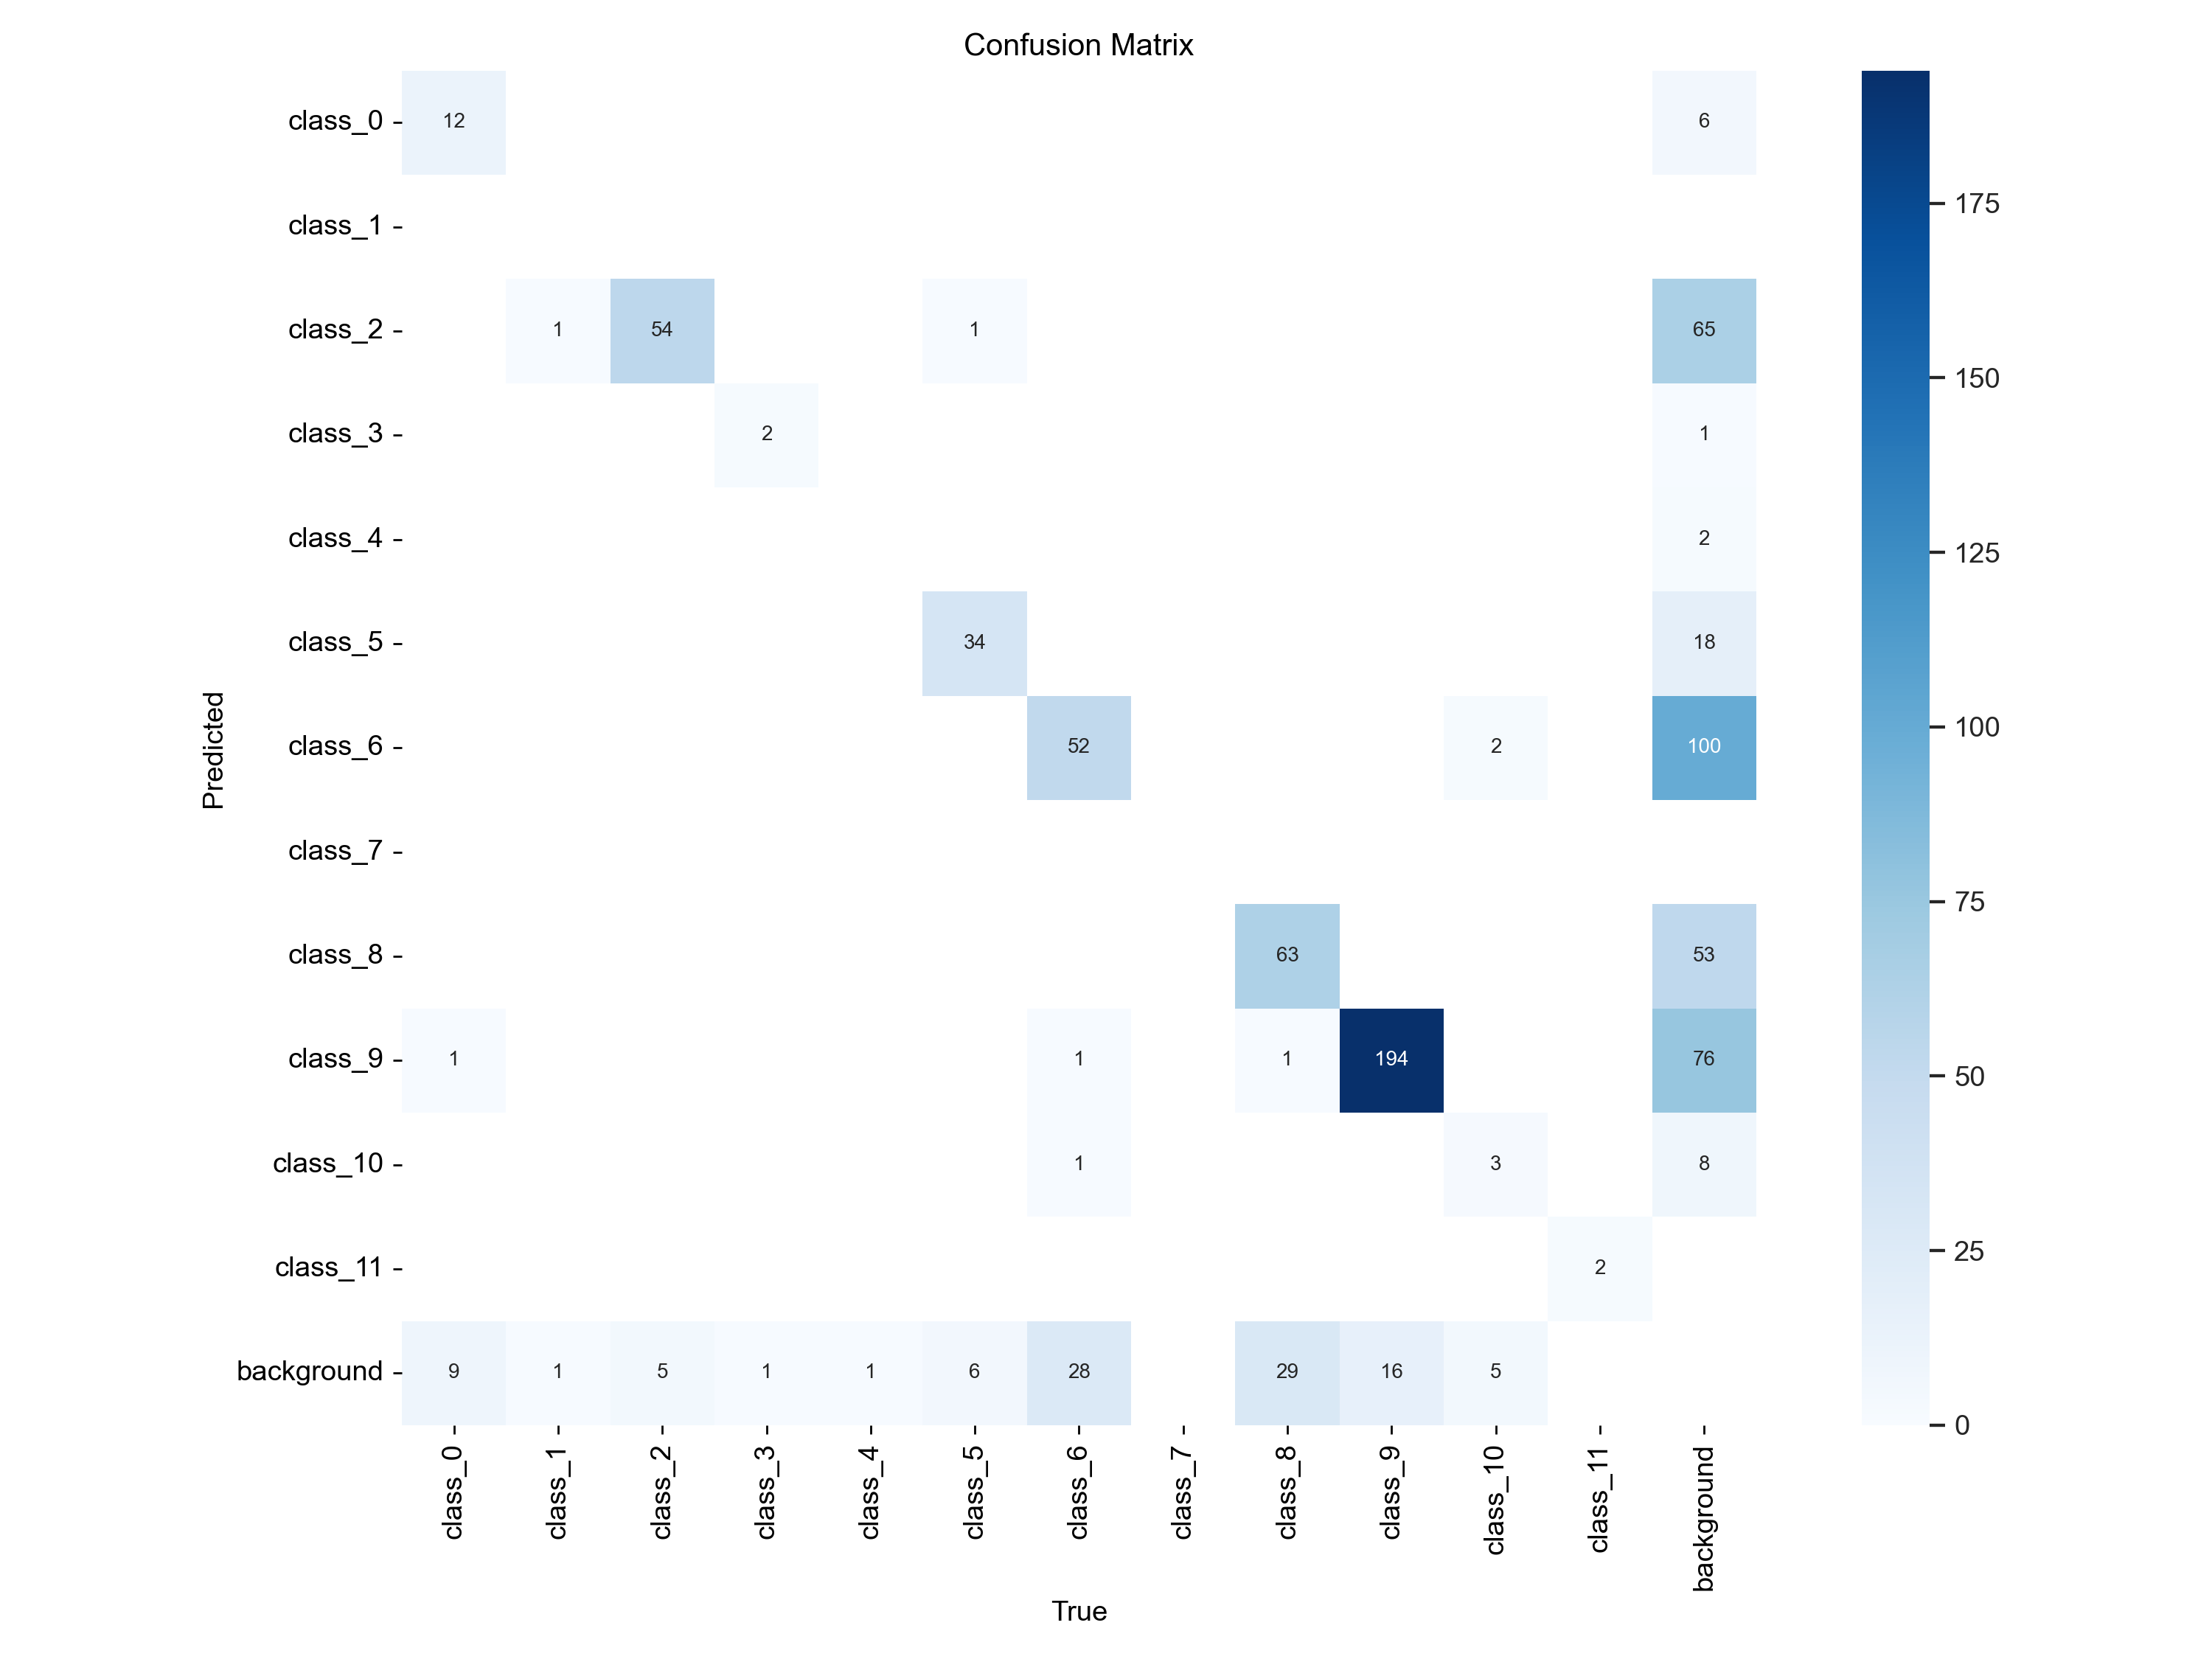 Confusion Matrix
class_0 12 6
class_1
class_2 1 54 1 65
class_3 2 1
class_4 2
class_5 34 18
class_6 52 2 100
class_7
class_8 63 53
class_9 1 1 1 194 76
class_10 1 3 8
class_11 2
background 9 1 5 1 1 6 28 29 16 5
class_0 class_1 class_2 class_3 class_4 class_5 class_6 class_7 class_8 class_9 class_10 class_11 background
True
Predicted
175
150
125
100
75
50
25
0